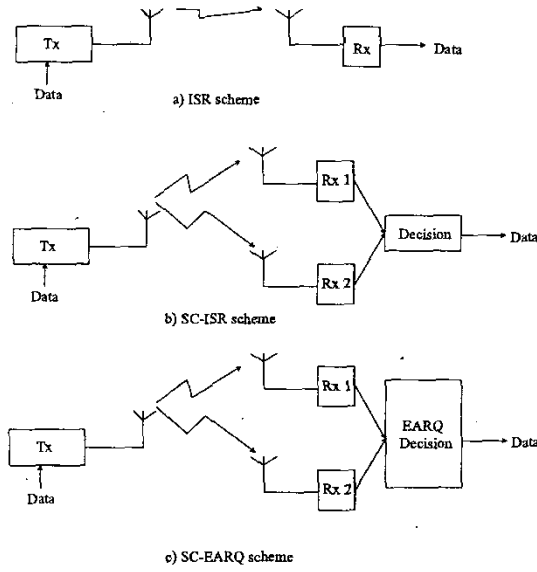 Tx
Rx
Data
Data
a) ISR scheme
Rx 1
Tx
Decision
Data
Data
Rx 2
b) SC-ISR scheme
Rx 1
Tx
EARQ
Decision
Data
Data
Rx 2
c) SC-EARQ scheme